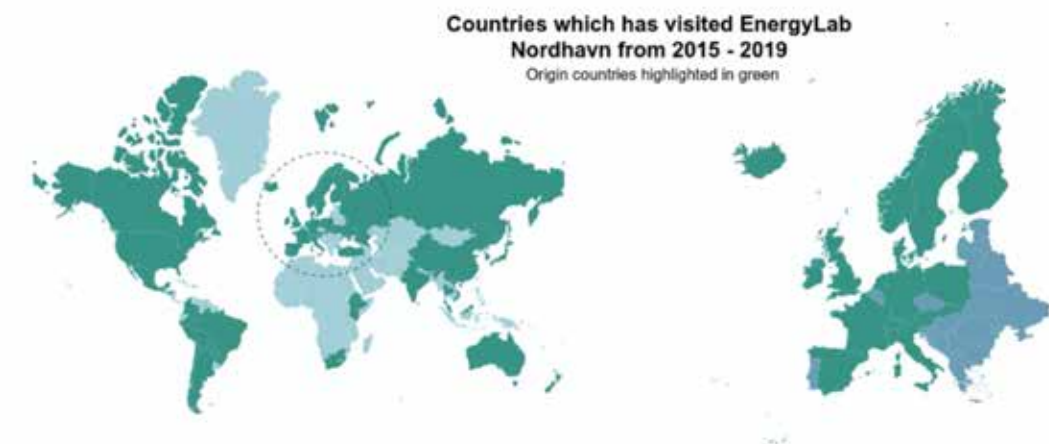 Countries which has visited EnergyLab
Nordhavn from 2015 - 2019
Origin countries highlighted in green